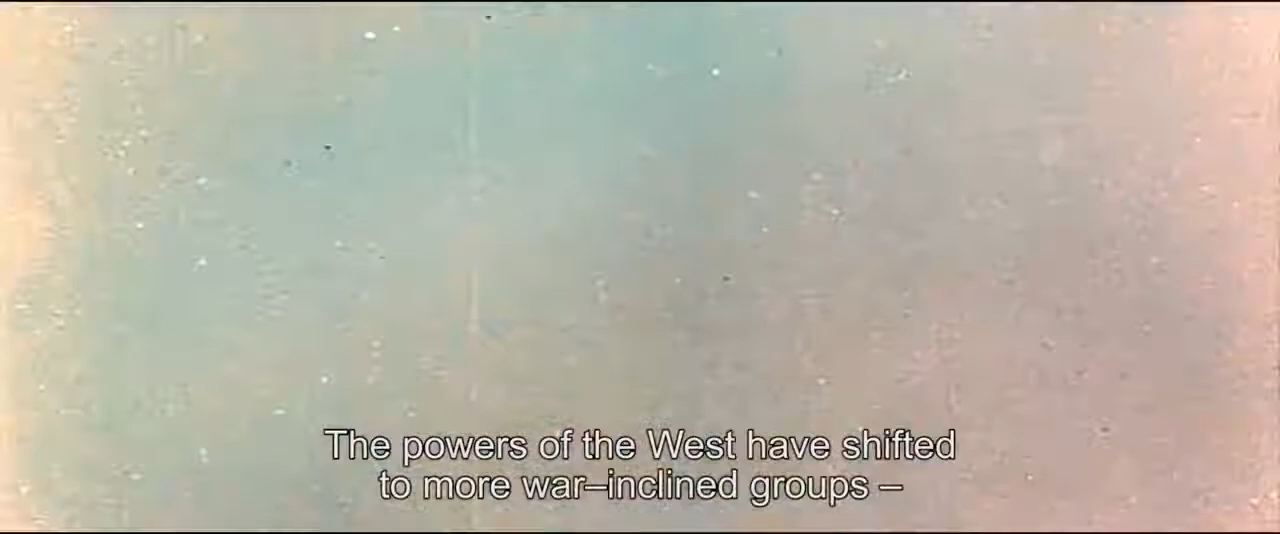 The powers of the West have shifted
to more war–inclined groups –